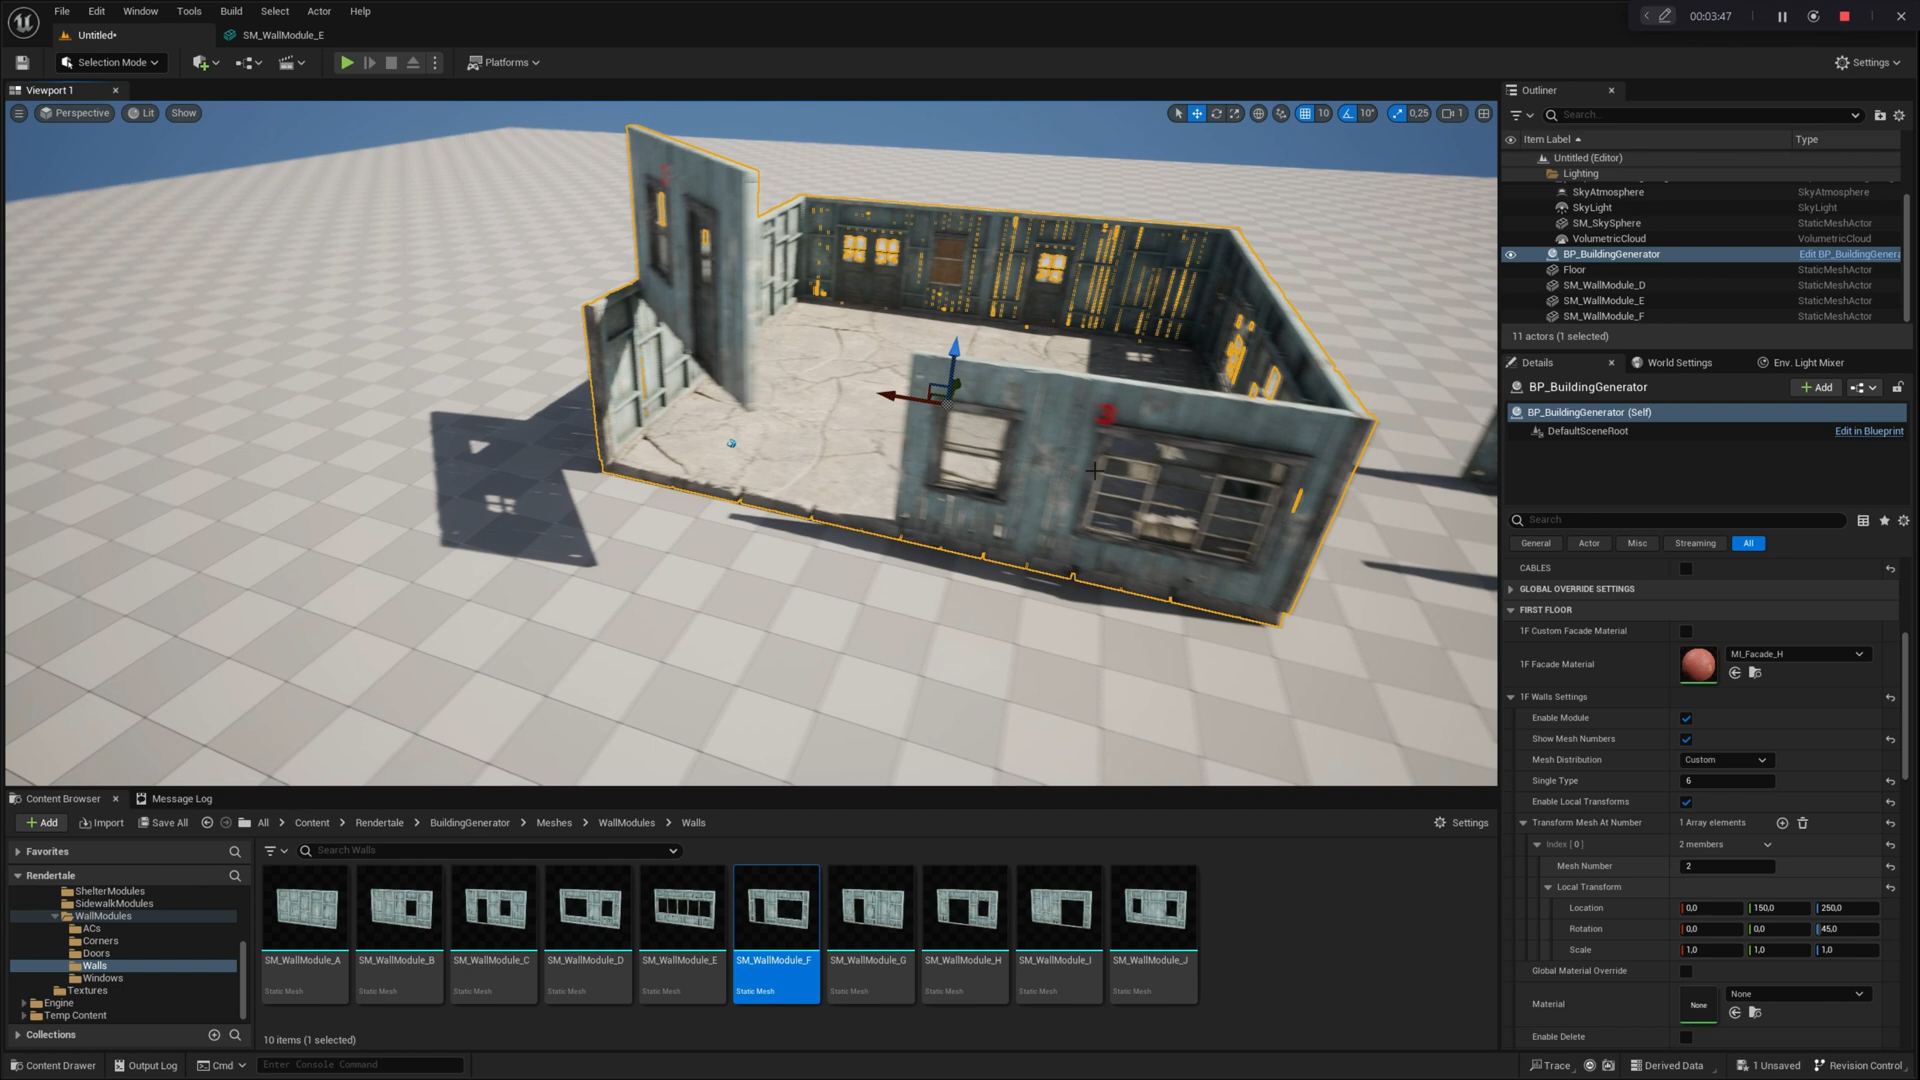 File Edit Window Tools Build Select Actor Help
00:03:47
Untitled•
SM_WallModule_E
Selection Mode
Platforms
Settings
Viewport 1
Perspective Lit Show
10 10° 0,25 1
3
Outliner
Search...
Item Label Type
Untitled (Editor)
Lighting
SkyAtmosphere SkyAtmosphere
SkyLight SkyLight
SM_SkySphere StaticMeshActor
VolumetricCloud VolumetricCloud
BP_BuildingGenerator Edit BP_BuildingGenera
Floor StaticMeshActor
SM_WallModule_D StaticMeshActor
SM_WallModule_E StaticMeshActor
SM_WallModule_F StaticMeshActor
11 actors (1 selected)
Details World Settings Env. Light Mixer
BP_BuildingGenerator
Add
BP_BuildingGenerator (Self)
DefaultSceneRoot Edit in Blueprint
Search
General Actor Misc Streaming All
CABLES
GLOBAL OVERRIDE SETTINGS
FIRST FLOOR
1F Custom Facade Material
1F Facade Material MI_Facade_H
1F Walls Settings
Enable Module
Show Mesh Numbers
Mesh Distribution Custom
Single Type 6
Enable Local Transforms
Transform Mesh At Number 1 Array elements
Index [ 0 ] 2 members
Mesh Number 2
Local Transform
Location 0,0 150,0 250,0
Rotation 0,0 0,0 45,0
Scale 1,0 1,0 1,0
Global Material Override
Material None None
Enable Delete
Content Browser Message Log
Add Import Save All All Content Rendertale BuildingGenerator Meshes WallModules Walls Settings
Favorites
Search Walls
Rendertale
ShelterModules
SidewalkModules
WallModules
ACs
Corners
Doors
Walls
Windows
Textures
Engine
Temp Content
Collections
SM_WallModule_A SM_WallModule_B SM_WallModule_C SM_WallModule_D SM_WallModule_E SM_WallModule_F SM_WallModule_G SM_WallModule_H SM_WallModule_I SM_WallModule_J
Static Mesh Static Mesh Static Mesh Static Mesh Static Mesh Static Mesh Static Mesh Static Mesh Static Mesh Static Mesh
10 items (1 selected)
Content Drawer Output Log Cmd Enter Console Command Trace Derived Data 1 Unsaved Revision Control